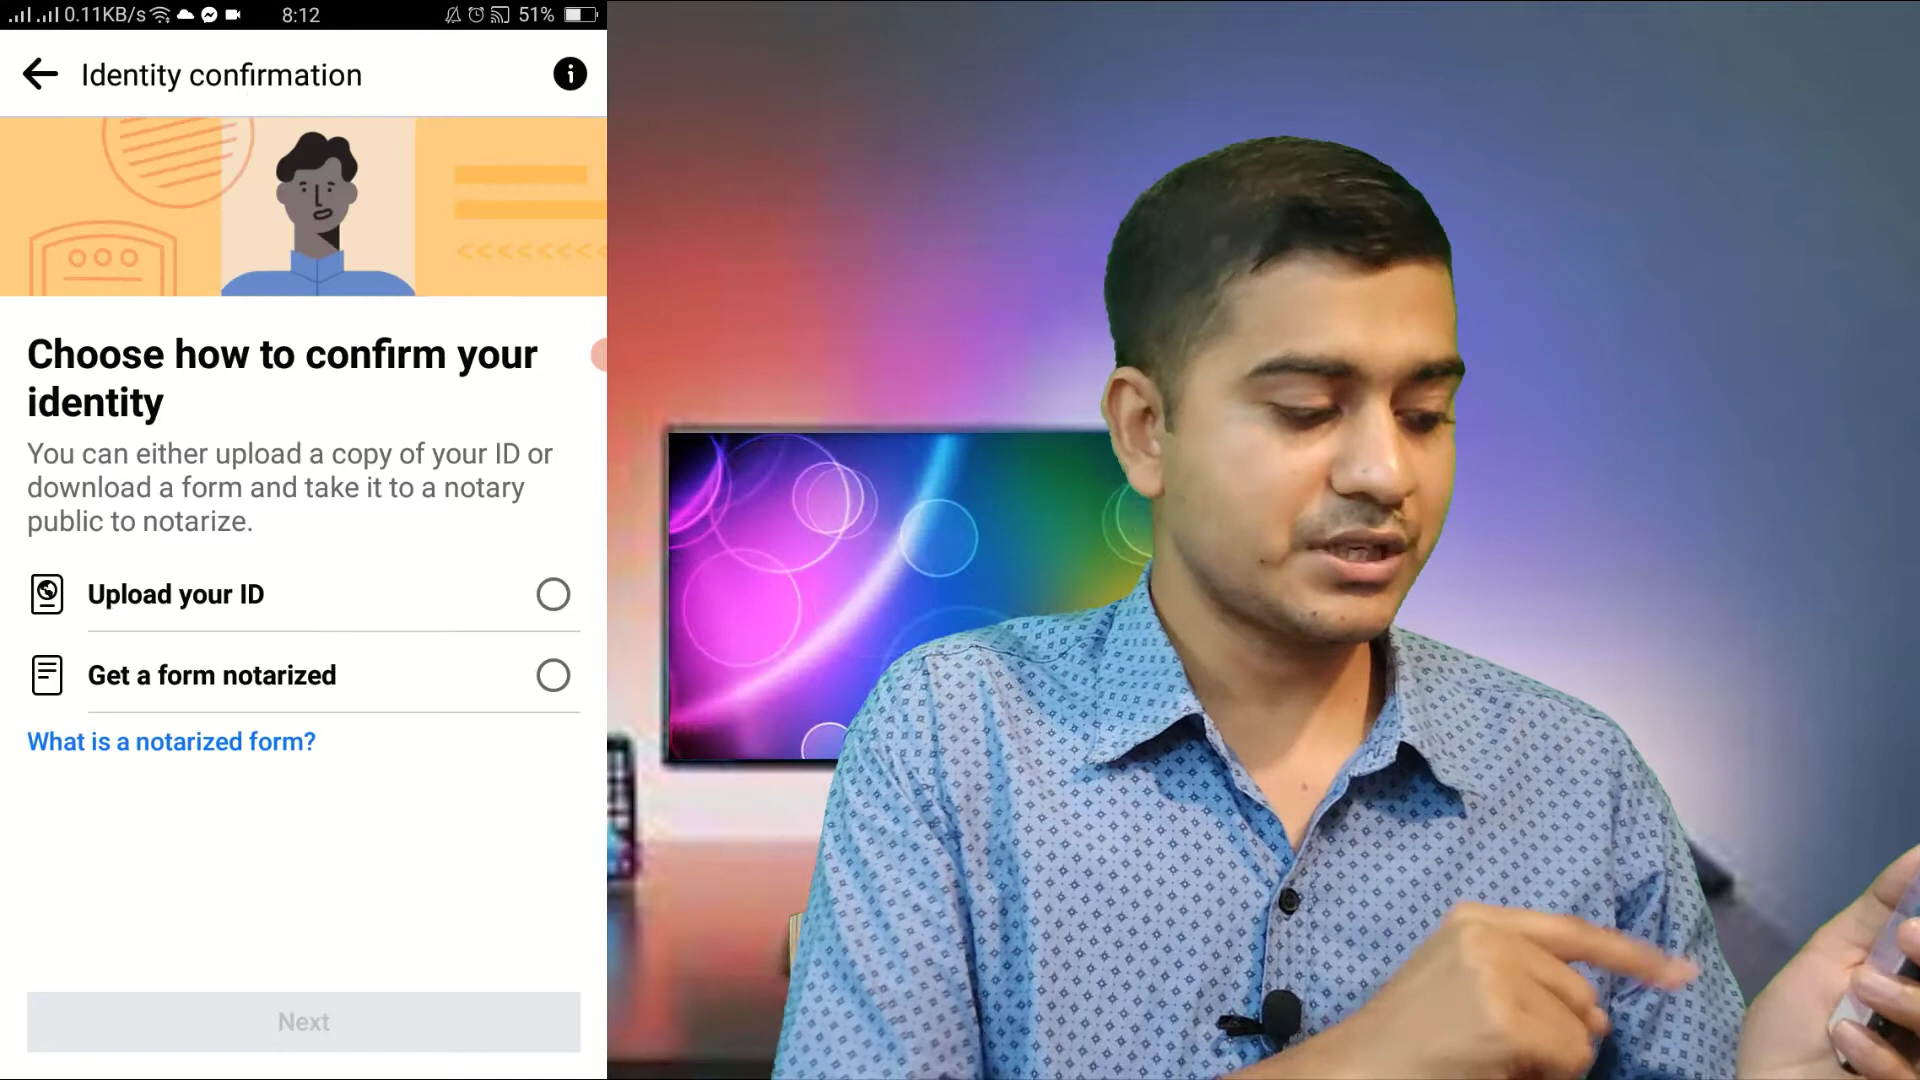 0.11KB/s 8:12 51%
Identity confirmation
Choose how to confirm your
identity
You can either upload a copy of your ID or
download a form and take it to a notary
public to notarize.
Upload your ID
Get a form notarized
What is a notarized form?
Next